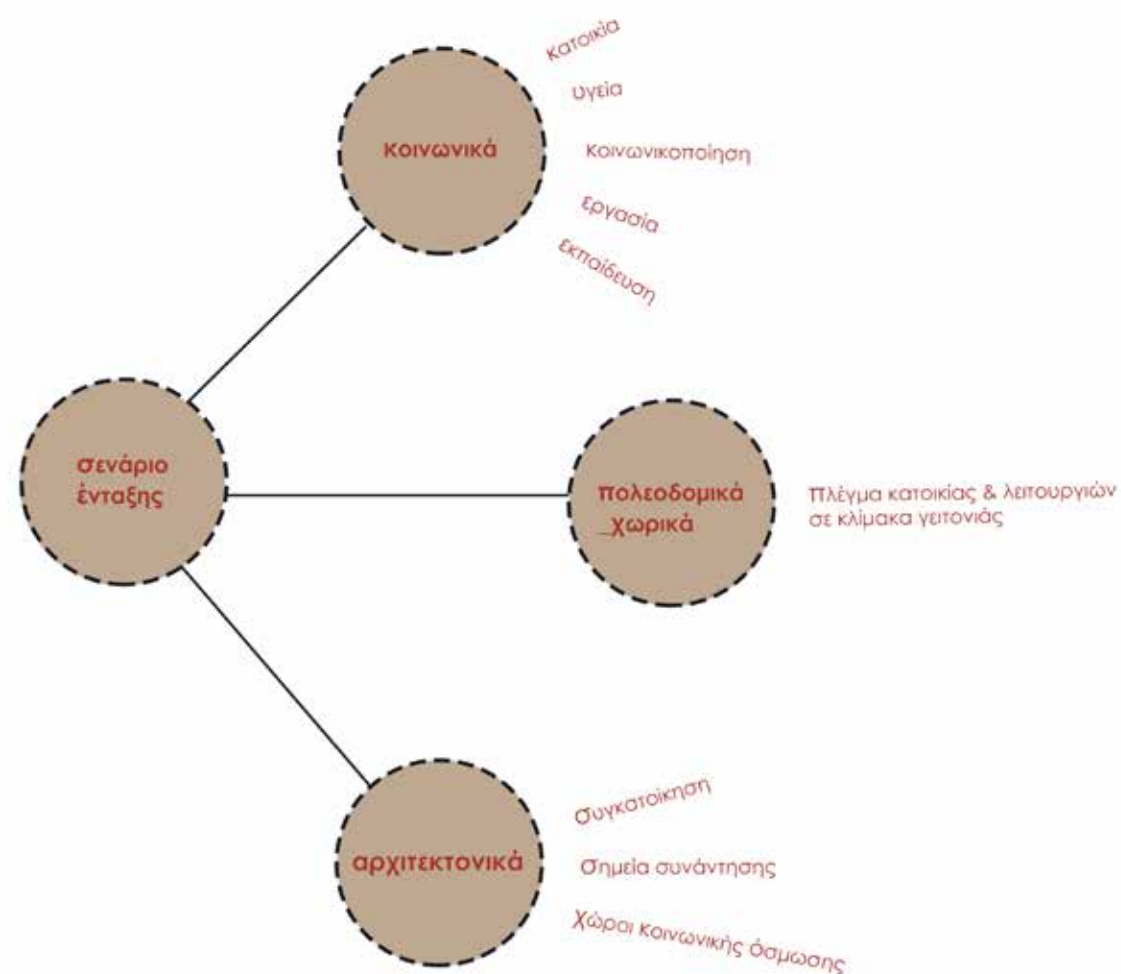 κατοικία
υγεία
κοινωνικά
κοινωνικοποίηση
εργασία
εκπαίδευση
σενάριο
ένταξης
πολεοδομικά
_χωρικά
πλέγμα κατοικίας & λειτουργιών
σε κλίμακα γειτονιάς
συγκατοίκηση
αρχιτεκτονικά
σημεία συνάντησης
χώροι κοινωνικής όσμωσης